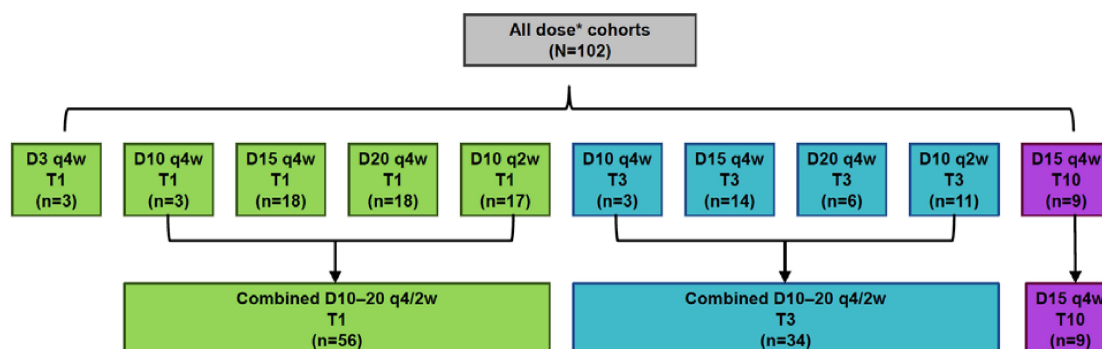 All dose* cohorts
(N=102)
D3 q4w
T1
(n=3)
D10 q4w
T1
(n=3)
D15 q4w
T1
(n=18)
D20 q4w
T1
(n=18)
D10 q2w
T1
(n=17)
D10 q4w
T3
(n=3)
D15 q4w
T3
(n=14)
D20 q4w
T3
(n=6)
D10 q2w
T3
(n=11)
D15 q4w
T10
(n=9)
Combined D10–20 q4/2w
T1
(n=56)
Combined D10–20 q4/2w
T3
(n=34)
D15 q4w
T10
(n=9)